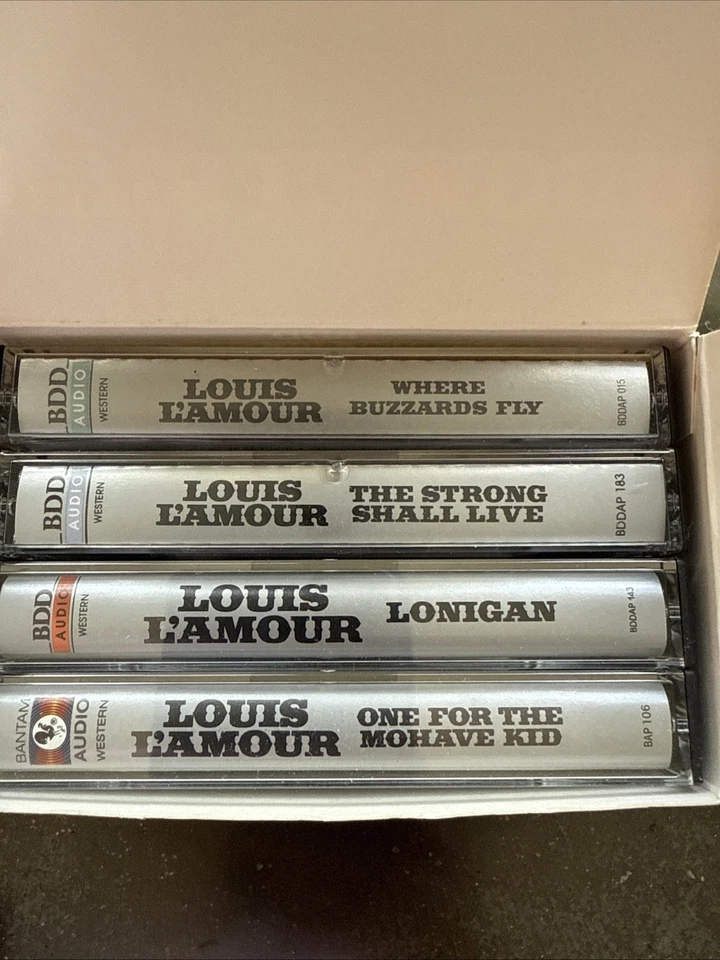 BDD
AUDIO
WESTERN
LOUIS
L'AMOUR
WHERE
BUZZARDS FLY
BDDAP 015
BDD
AUDIO
WESTERN
LOUIS
L'AMOUR
THE STRONG
SHALL LIVE
BDDAP 183
BDD
AUDIO
WESTERN
LOUIS
L'AMOUR
LONIGAN
BDDAP 443
BANTAM
AUDIO
WESTERN
LOUIS
L'AMOUR
ONE FOR THE
MOHAVE KID
BAP 106